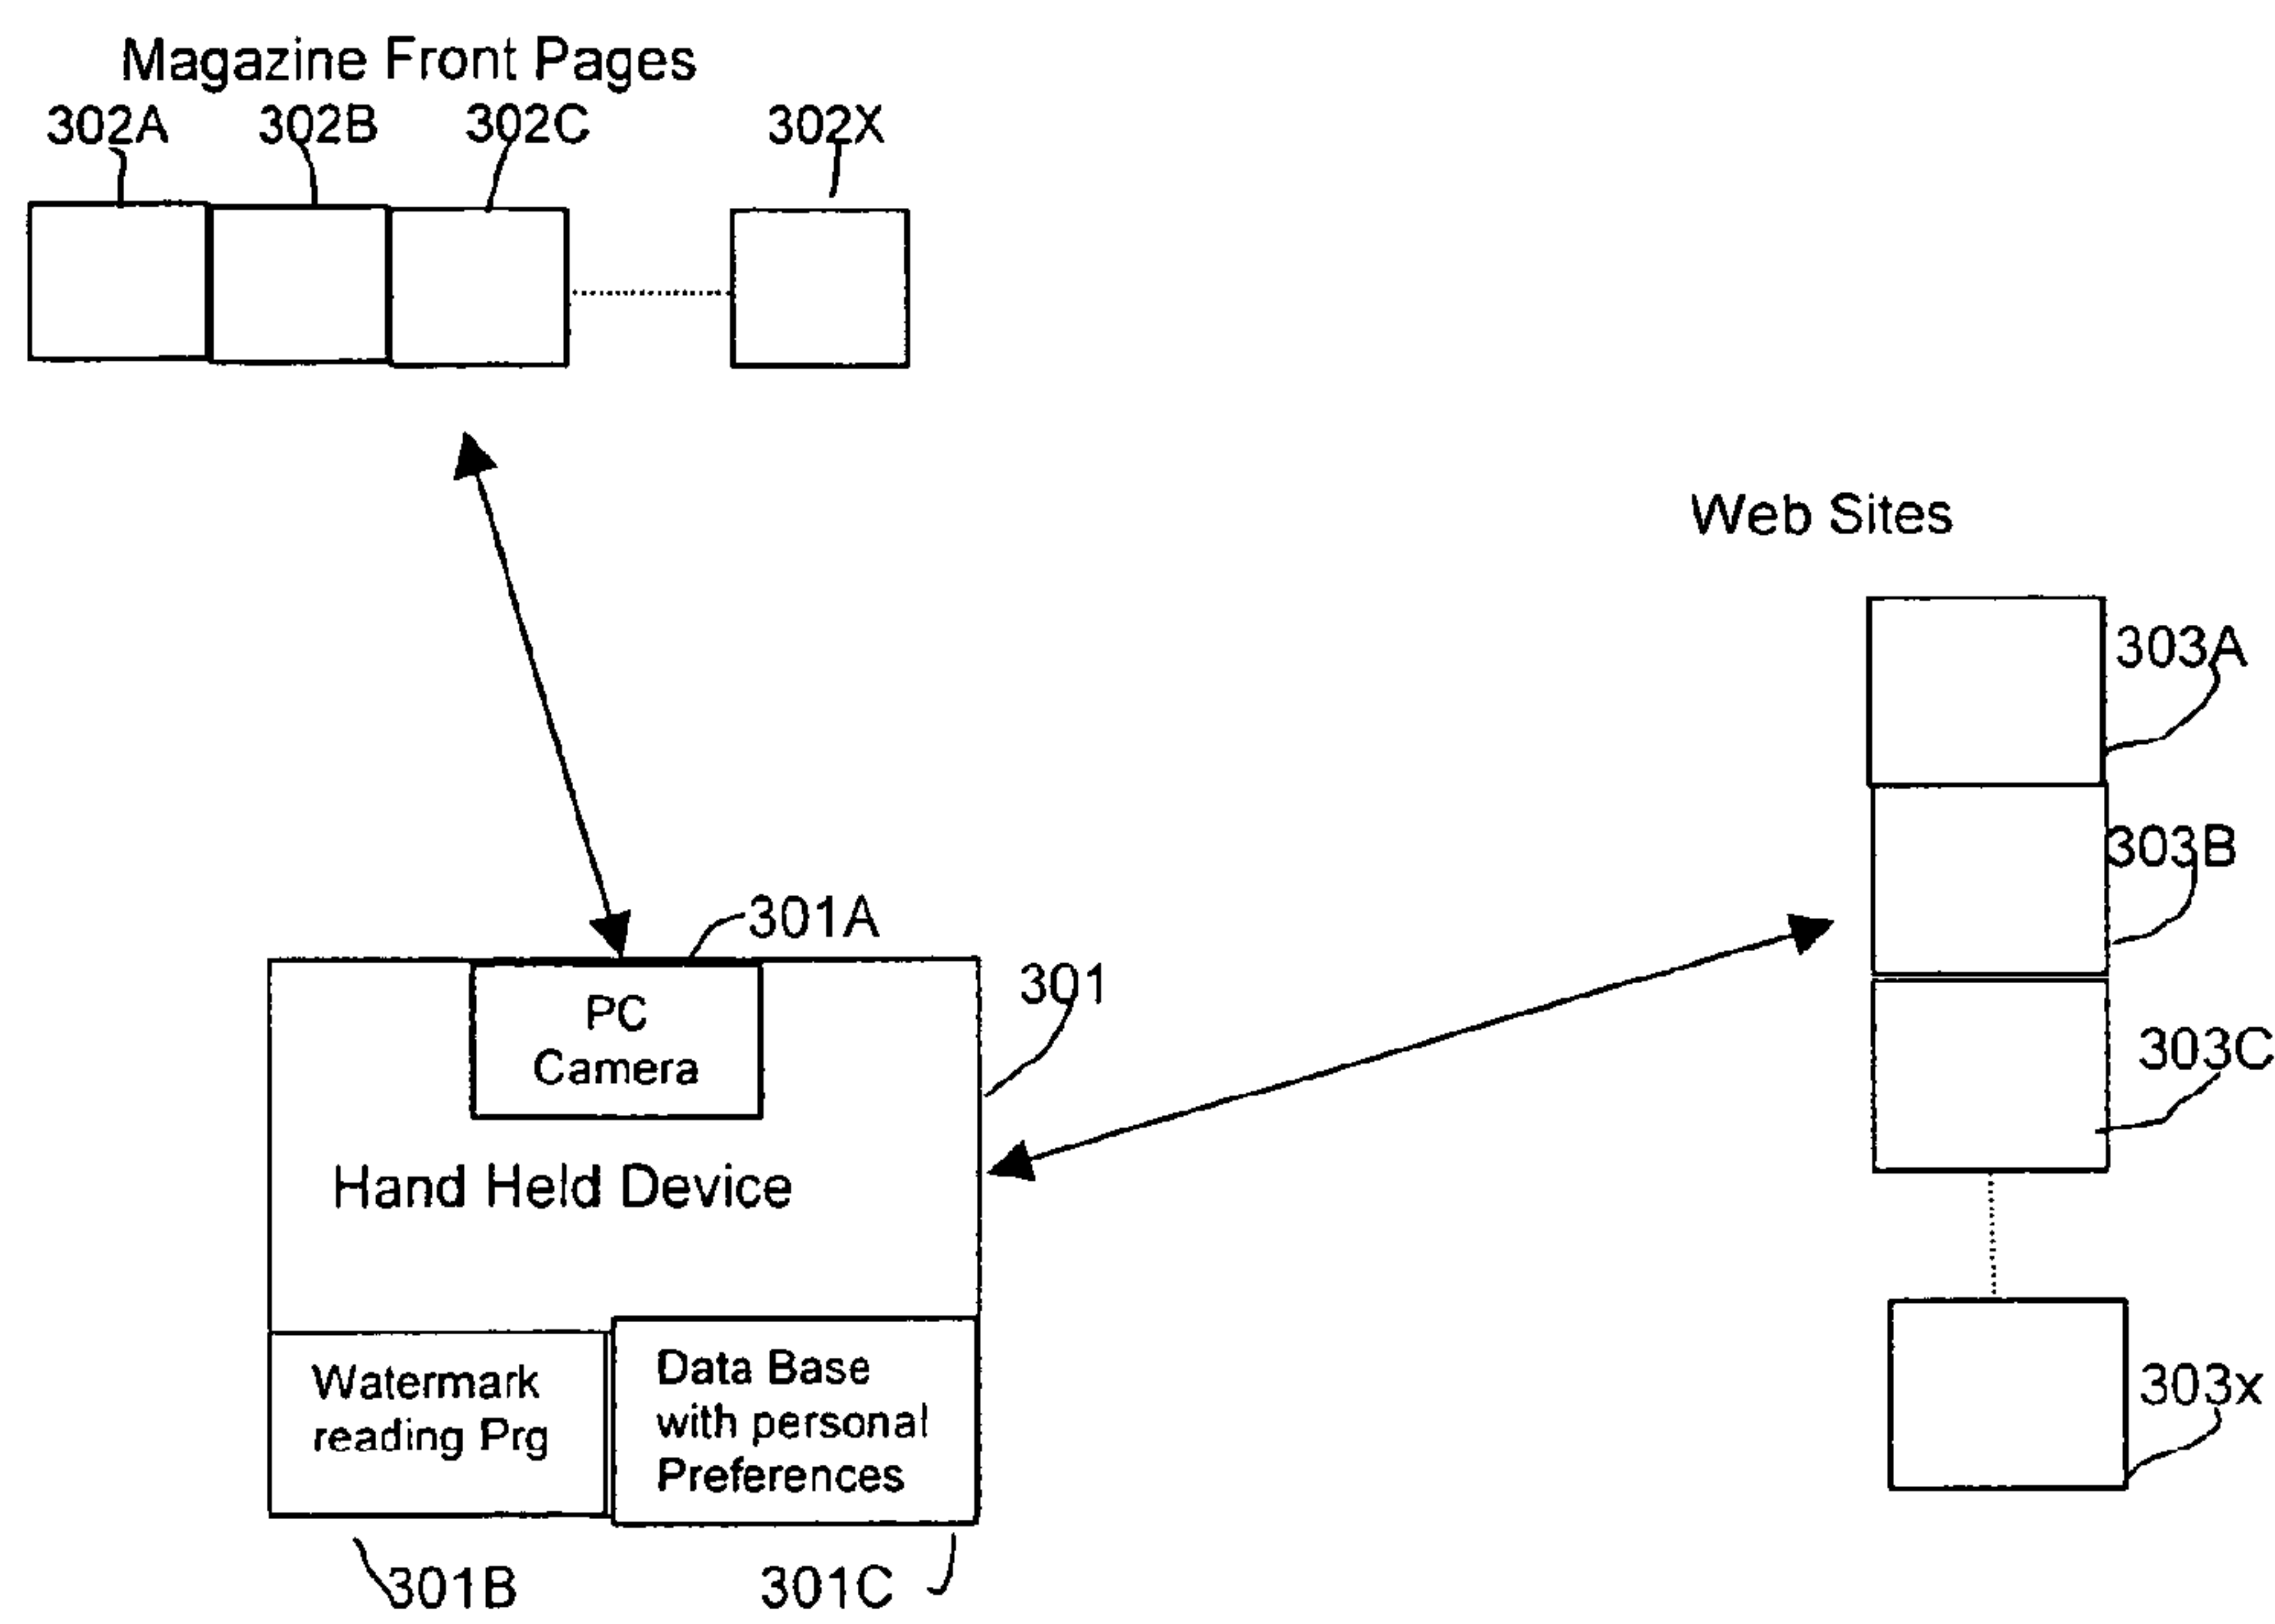 Magazine Front Pages
302A 302B 302C 302X
Web Sites
303A
303B
303C
303x
301A
301
PC
Camera
Hand Held Device
Watermark
reading Prg
Data Base
with personal
Preferences
301B
301C